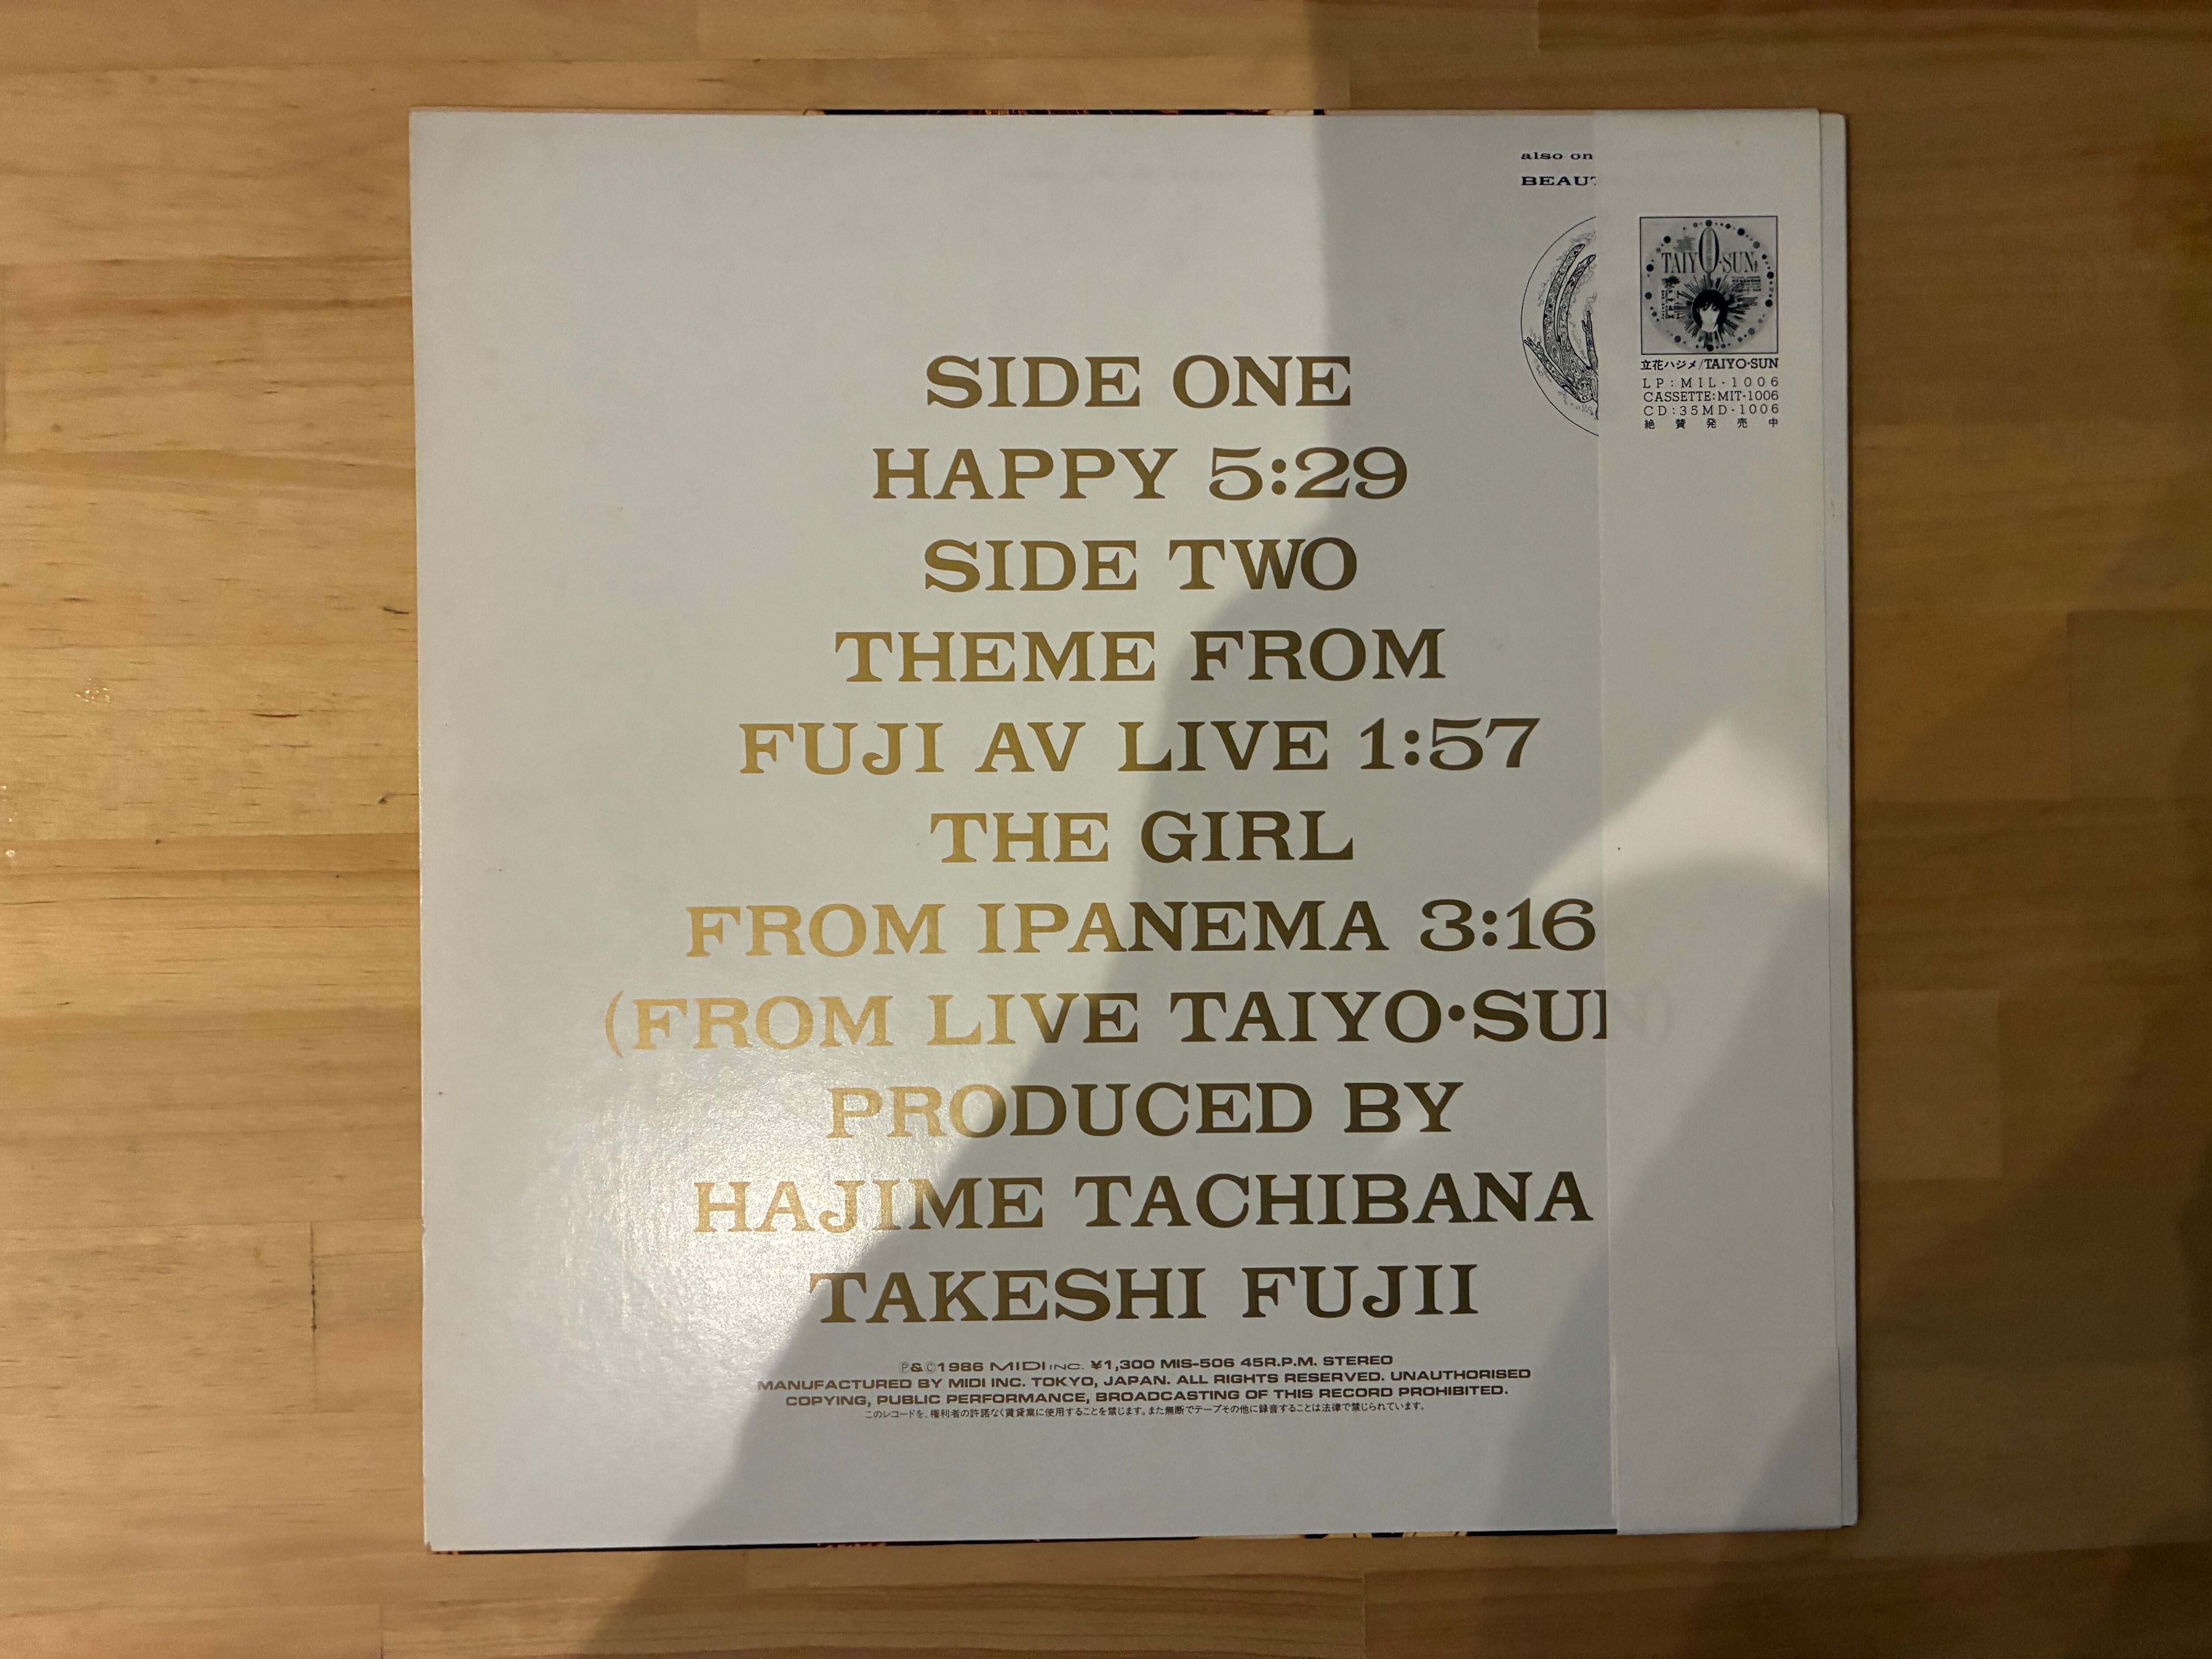 also on
SIDE ONE
HAPPY 5:29
SIDE TWO
THEME FROM
FUJI AV LIVE 1:57
THE GIRL
FROM IPANEMA 3:16
(FROM LIVE TAIYO•SUN)
PRODUCED BY
HAJIME TACHIBANA
TAKESHI FUJII
Ⓟ&©1986 MIDI INC. ¥1,300 MIS-506 45R.P.M. STEREO
MANUFACTURED BY MIDI INC. TOKYO, JAPAN. ALL RIGHTS RESERVED. UNAUTHORISED
COPYING, PUBLIC PERFORMANCE, BROADCASTING OF THIS RECORD PROHIBITED.
このレコードを、権利者の許諾なく賃貸業に使用することを禁じます。また無断でテープその他に録音することは法律で禁じられています。
TAIYO•SUN
立花ハジメ/TAIYO•SUN
LP:MIL-1006
CASSETTE:MIT-1006
CD:35MD-1006
絶賛発売中